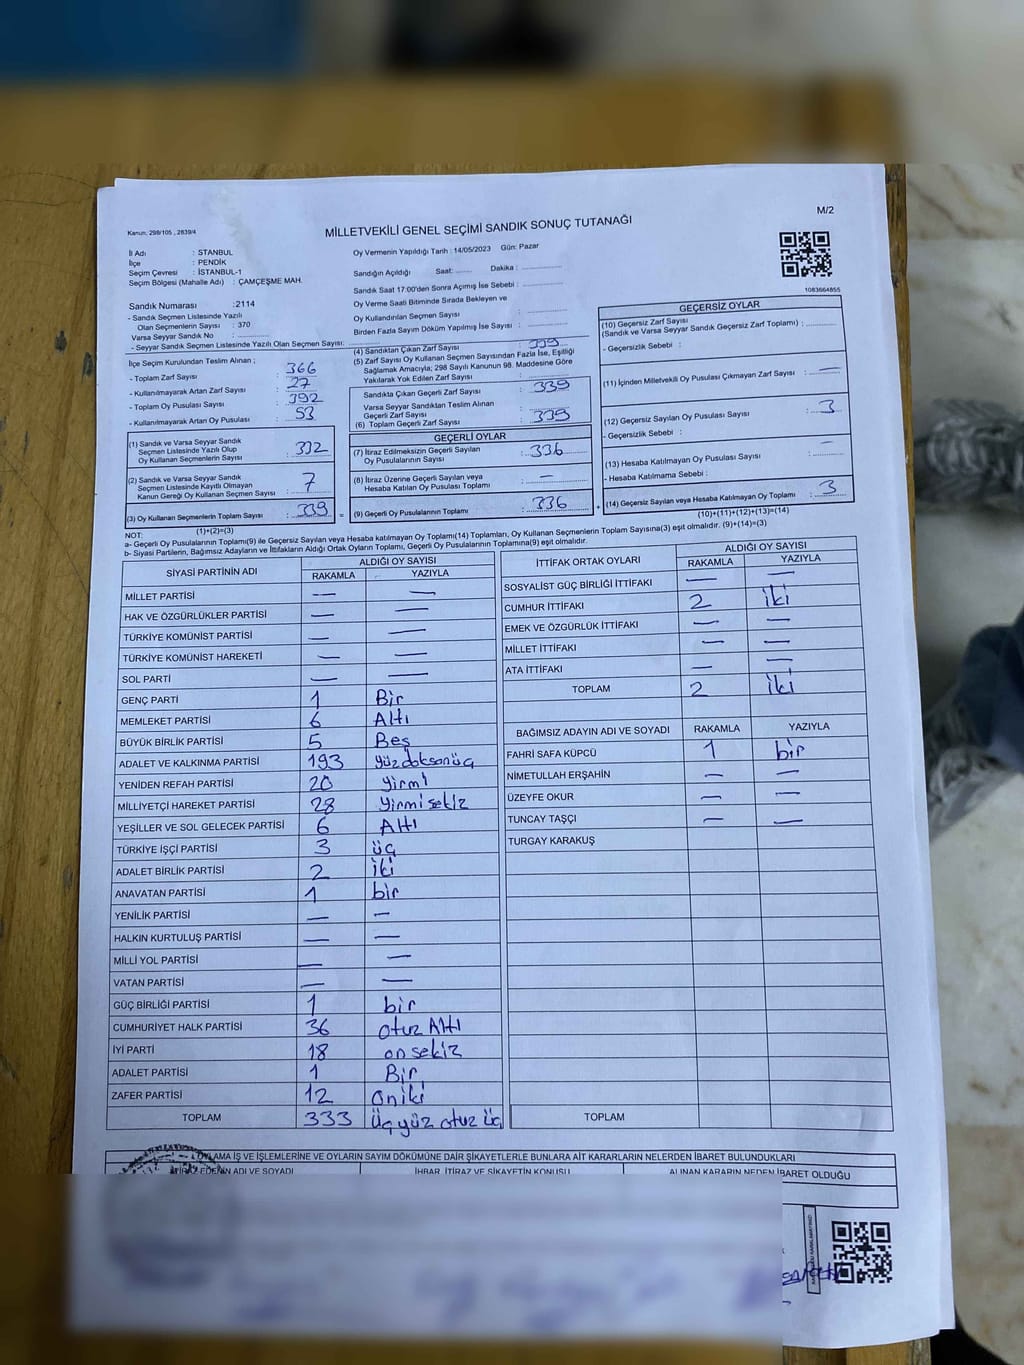 M/2
Kanun, 298/105 , 2839/4
MİLLETVEKİLİ GENEL SEÇİMİ SANDIK SONUÇ TUTANAĞI
İl Adı : STANBUL
İlçe : PENDİK
Seçim Çevresi : İSTANBUL-1
Seçim Bölgesi (Mahalle Adı) : ÇAMÇEŞME MAH.
Sandık Numarası :2114
- Sandık Seçmen Listesinde Yazılı
Olan Seçmenlerin Sayısı : 370
Varsa Seyyar Sandık No :
- Seyyar Sandık Seçmen Listesinde Yazılı Olan Seçmen Sayısı:
Oy Vermenin Yapıldığı Tarih : 14/05/2023 Gün: Pazar
Sandığın Açıldığı Saat: Dakika :
Sandık Saat 17:00'den Sonra Açımış İse Sebebi :
Oy Verme Saati Bitiminde Sırada Bekleyen ve
Oy Kullandırılan Seçmen Sayısı :
Birden Fazla Sayım Döküm Yapılmış İse Sayısı :
1083664855
İlçe Seçim Kurulundan Teslim Alınan ;
- Toplam Zarf Sayısı : 366
- Kullanılmayarak Artan Zarf Sayısı : 27
- Toplam Oy Pusulası Sayısı : 392
- Kullanılmayarak Artan Oy Pusulası : 53
(1) Sandık ve Varsa Seyyar Sandık
Seçmen Listesinde Yazılı Olup
Oy Kullanan Seçmenlerin Sayısı : 332
(2) Sandık ve Varsa Seyyar Sandık
Seçmen Listesinde Kayıtlı Olmayan
Kanun Gereği Oy Kullanan Seçmen Sayısı : 7
(3) Oy Kullanan Seçmenlerin Toplam Sayısı : 339
(1)+(2)=(3)
(4) Sandıktan Çıkan Zarf Sayısı : 339
(5) Zarf Sayısı Oy Kullanan Seçmen Sayısından Fazla İse, Eşitliği
Sağlamak Amacıyla; 298 Sayılı Kanunun 98. Maddesine Göre
Yakılarak Yok Edilen Zarf Sayısı :
Sandıkta Çıkan Geçerli Zarf Sayısı : 339
Varsa Seyyar Sandıktan Teslim Alınan
Geçerli Zarf Sayısı :
(6) Toplam Geçerli Zarf Sayısı : 339
GEÇERLİ OYLAR
(7) İtiraz Edilmeksizin Geçerli Sayılan
Oy Pusulalarının Sayısı : 336
(8) İtiraz Üzerine Geçerli Sayılan veya
Hesaba Katılan Oy Pusulası Toplamı : —
(9) Geçerli Oy Pusulalarının Toplamı : 336
GEÇERSİZ OYLAR
(10) Geçersiz Zarf Sayısı
(Sandık ve Varsa Seyyar Sandık Geçersiz Zarf Toplamı) :
- Geçersizlik Sebebi :
(11) İçinden Milletvekili Oy Pusulası Çıkmayan Zarf Sayısı : —
(12) Geçersiz Sayılan Oy Pusulası Sayısı : 3
- Geçersizlik Sebebi :
(13) Hesaba Katılmayan Oy Pusulası Sayısı : —
- Hesaba Katılmama Sebebi :
(14) Geçersiz Sayılan veya Hesaba Katılmayan Oy Toplamı : 3
(10)+(11)+(12)+(13)=(14)
NOT:
a- Geçerli Oy Pusulalarının Toplamı(9) ile Geçersiz Sayılan veya Hesaba katılmayan Oy Toplamı(14) Toplamları, Oy Kullanan Seçmenlerin Toplam Sayısına(3) eşit olmalıdır. (9)+(14)=(3)
b- Siyasi Partilerin, Bağımsız Adayların ve İttifakların Aldığı Ortak Oyların Toplamı, Geçerli Oy Pusulalarının Toplamına(9) eşit olmalıdır.
SİYASİ PARTİNİN ADI ALDIĞI OY SAYISI
RAKAMLA YAZIYLA
MİLLET PARTİSİ — —
HAK VE ÖZGÜRLÜKLER PARTİSİ — —
TÜRKİYE KOMÜNİST PARTİSİ — —
TÜRKİYE KOMÜNİST HAREKETİ — —
SOL PARTİ — —
GENÇ PARTİ 1 Bir
MEMLEKET PARTİSİ 6 Altı
BÜYÜK BİRLİK PARTİSİ 5 Beş
ADALET VE KALKINMA PARTİSİ 193 yüzdoksanüç
YENİDEN REFAH PARTİSİ 20 yirmi
MİLLİYETÇİ HAREKET PARTİSİ 28 yirmisekiz
YEŞİLLER VE SOL GELECEK PARTİSİ 6 Altı
TÜRKİYE İŞÇİ PARTİSİ 3 üç
ADALET BİRLİK PARTİSİ 2 iki
ANAVATAN PARTİSİ 1 bir
YENİLİK PARTİSİ — —
HALKIN KURTULUŞ PARTİSİ — —
MİLLİ YOL PARTİSİ — —
VATAN PARTİSİ — —
GÜÇ BİRLİĞİ PARTİSİ 1 bir
CUMHURİYET HALK PARTİSİ 36 otuz Altı
İYİ PARTİ 18 onsekiz
ADALET PARTİSİ 1 Bir
ZAFER PARTİSİ 12 oniki
TOPLAM 333 üçyüz otuz üç
İTTİFAK ORTAK OYLARI ALDIĞI OY SAYISI
RAKAMLA YAZIYLA
SOSYALİST GÜÇ BİRLİĞİ İTTİFAKI — —
CUMHUR İTTİFAKI 2 iki
EMEK VE ÖZGÜRLÜK İTTİFAKI — —
MİLLET İTTİFAKI — —
ATA İTTİFAKI — —
TOPLAM 2 iki
BAĞIMSIZ ADAYIN ADI VE SOYADI RAKAMLA YAZIYLA
FAHRİ SAFA KÜPCÜ 1 bir
NİMETULLAH ERŞAHİN — —
ÜZEYFE OKUR — —
TUNCAY TAŞÇI — —
TURGAY KARAKUŞ
TOPLAM
OYLAMA İŞ VE İŞLEMLERİNE VE OYLARIN SAYIM DÖKÜMÜNE DAİR ŞİKAYETLERLE BUNLARA AİT KARARLARIN NELERDEN İBARET BULUNDUKLARI
İTİRAZ EDENİN ADI VE SOYADI İHBAR, İTİRAZ VE ŞİKAYETİN KONUSU ALINAN KARARIN NEDEN İBARET OLDUĞU